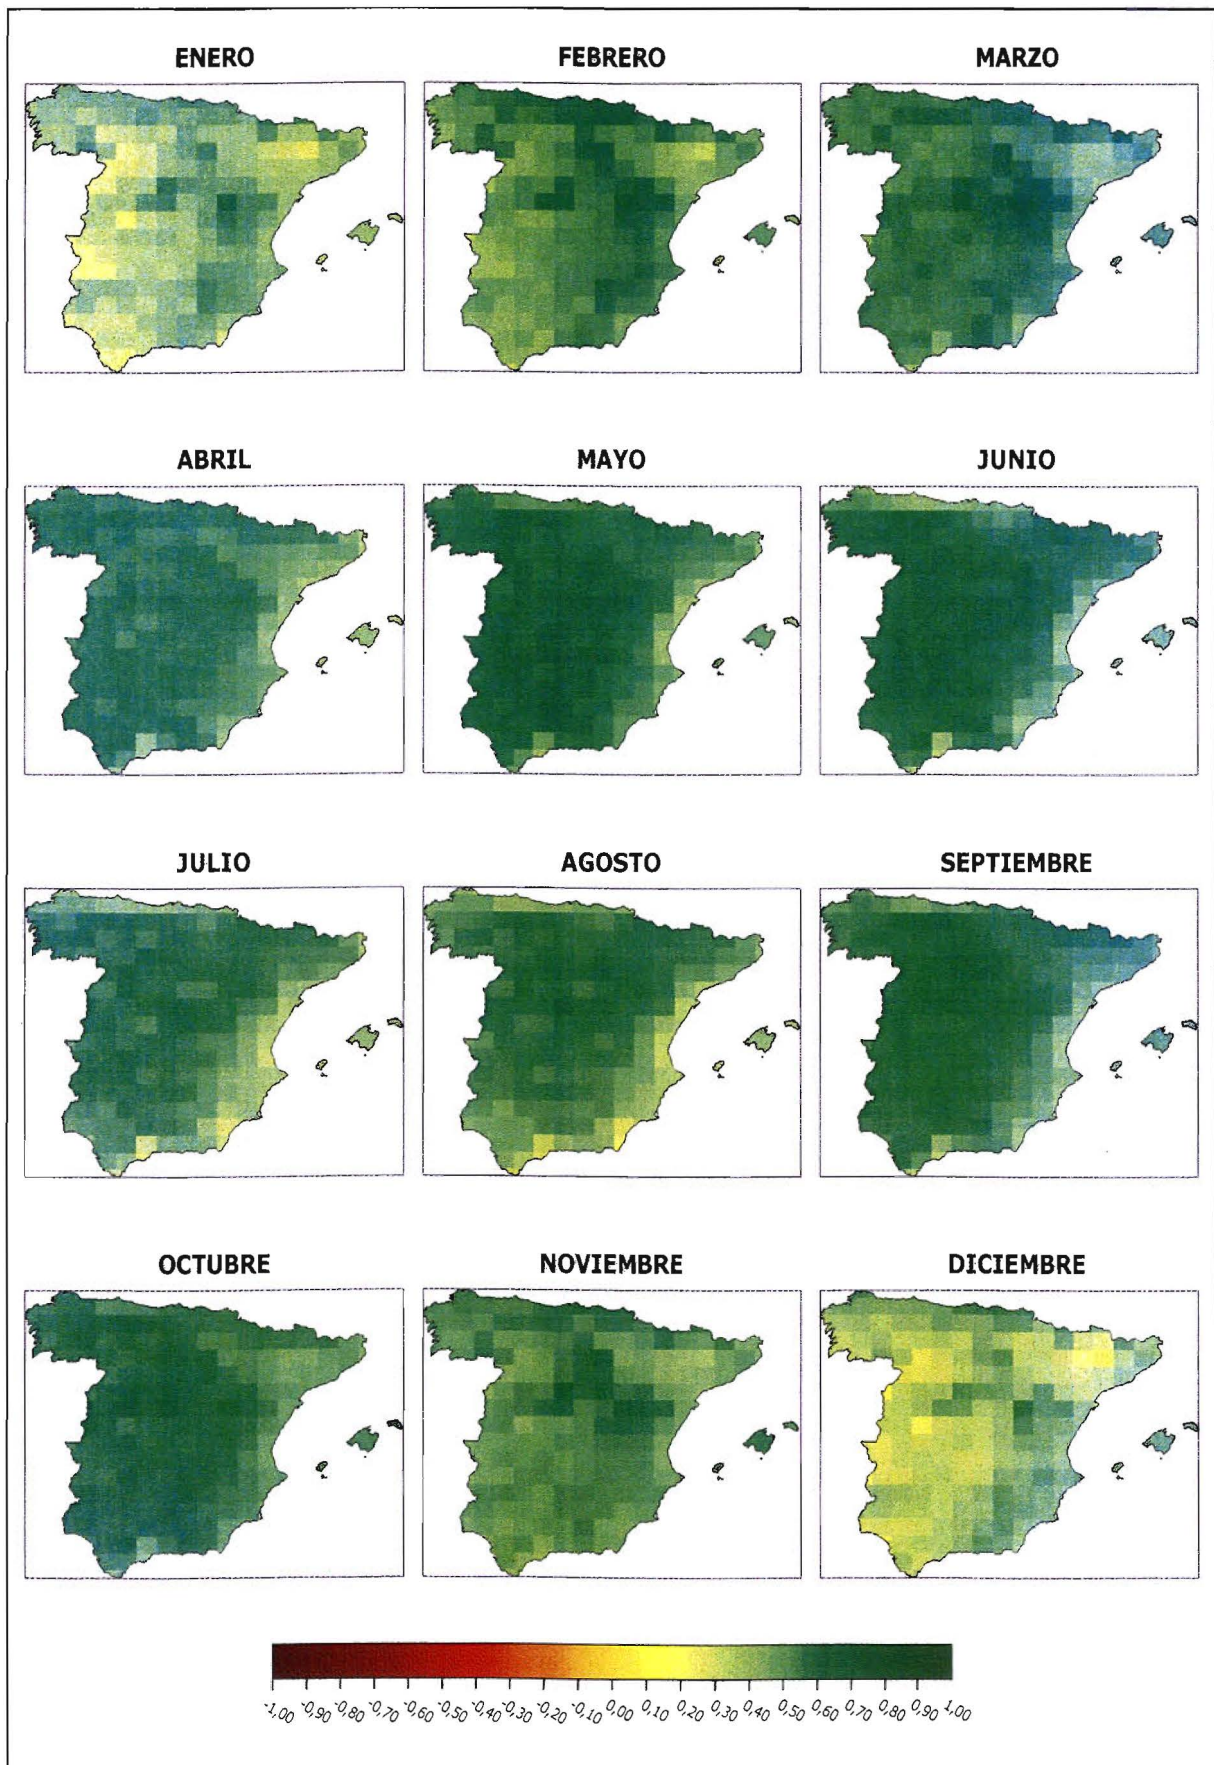 ENERO FEBRERO MARZO
ABRIL MAYO JUNIO
JULIO AGOSTO SEPTIEMBRE
OCTUBRE NOVIEMBRE DICIEMBRE
-1,00 -0,90 -0,80 -0,70 -0,60 -0,50 -0,40 -0,30 -0,20 -0,10 0,00 0,10 0,20 0,30 0,40 0,50 0,60 0,70 0,80 0,90 1,00